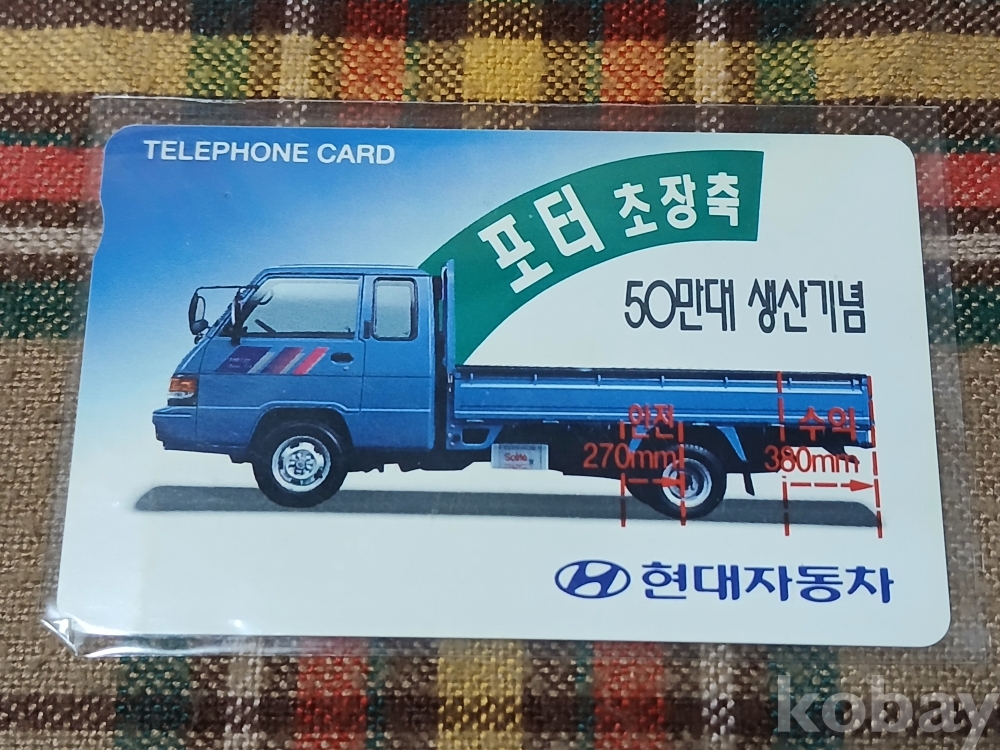 TELEPHONE CARD
포터 초장축
50만대 생산기념
안전
270mm
수익
380mm
Solite
현대자동차
kobay